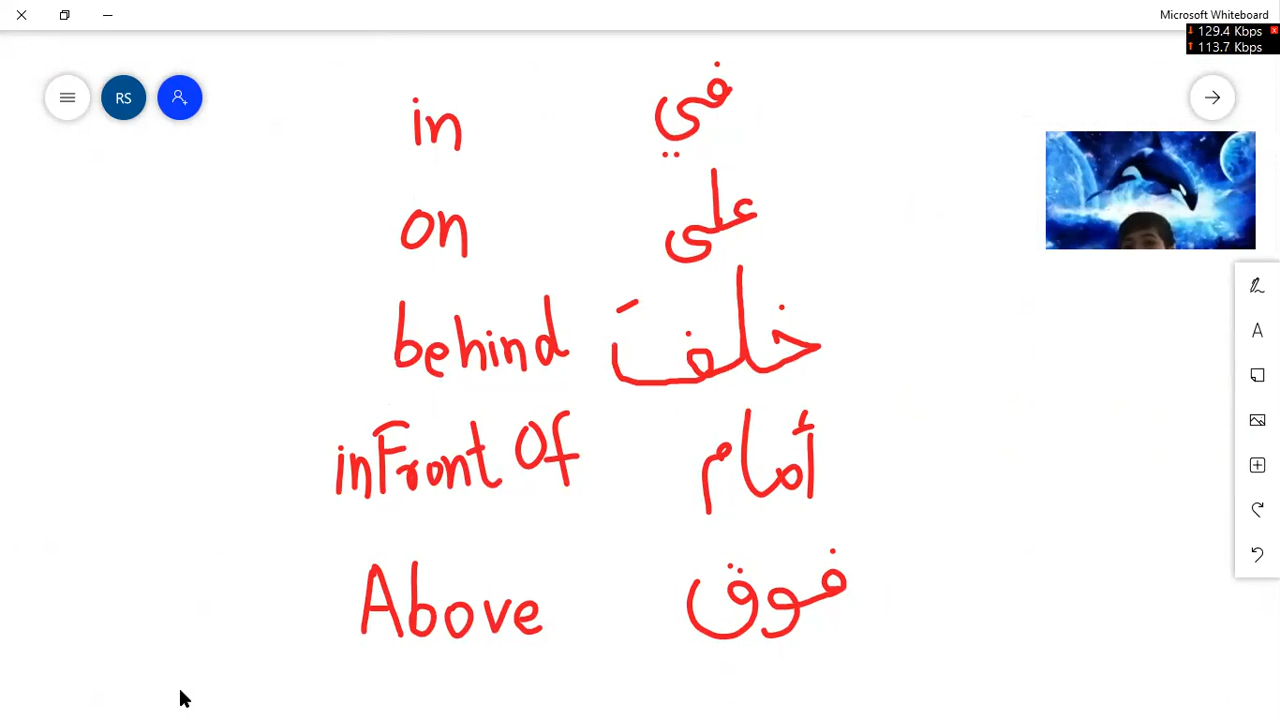 Microsoft Whiteboard
129.4 Kbps x
113.7 Kbps
RS
in في
on على
behind خلفَ
inFront Of أمام
Above فوق
A